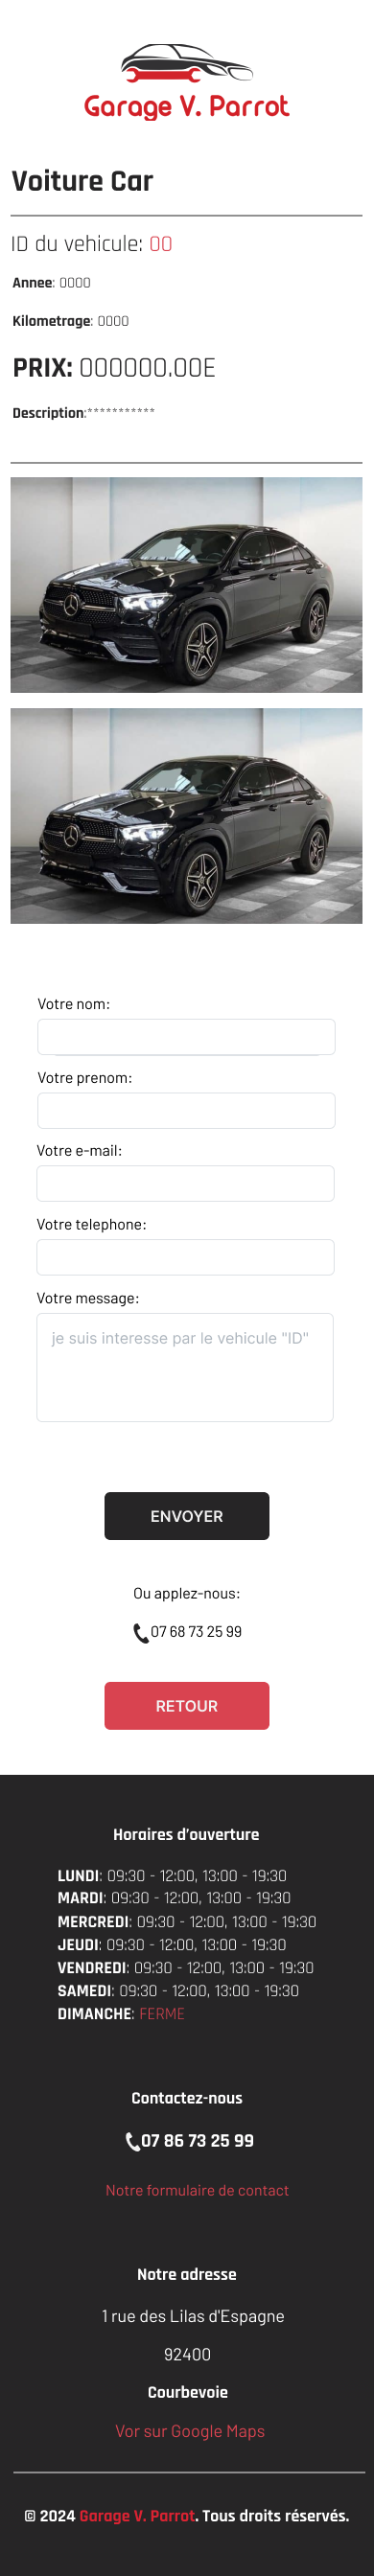 Garage V. Parrot
Voiture Car
ID du vehicule: 00
Annee: 0000
Kilometrage: 0000
PRIX: 000000.00E
Description:***********
Votre nom:
Votre prenom:
Votre e-mail:
Votre telephone:
Votre message:
je suis interesse par le vehicule "ID"
ENVOYER
Ou applez-nous:
07 68 73 25 99
RETOUR
Horaires d’ouverture
LUNDI: 09:30 - 12:00, 13:00 - 19:30
MARDI: 09:30 - 12:00, 13:00 - 19:30
MERCREDI: 09:30 - 12:00, 13:00 - 19:30
JEUDI: 09:30 - 12:00, 13:00 - 19:30
VENDREDI: 09:30 - 12:00, 13:00 - 19:30
SAMEDI: 09:30 - 12:00, 13:00 - 19:30
DIMANCHE: FERME
Contactez-nous
07 86 73 25 99
Notre formulaire de contact
Notre adresse
1 rue des Lilas d'Espagne
92400
Courbevoie
Vor sur Google Maps
© 2024 Garage V. Parrot. Tous droits réservés.